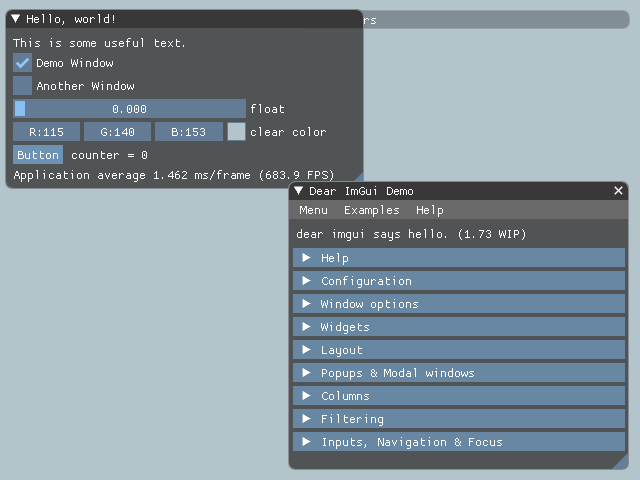 Hello, world!
This is some useful text.
Demo Window
Another Window
0.000 float
R:115 G:140 B:153 clear color
Button counter = 0
Application average 1.462 ms/frame (683.9 FPS)
Dear ImGui Demo
Menu Examples Help
dear imgui says hello. (1.73 WIP)
Help
Configuration
Window options
Widgets
Layout
Popups & Modal windows
Columns
Filtering
Inputs, Navigation & Focus